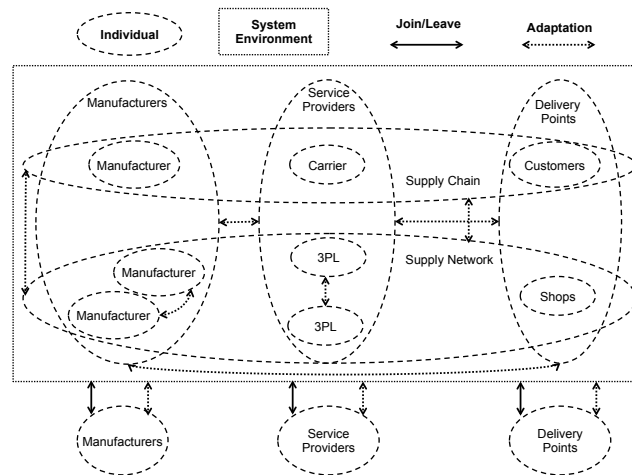 Individual
System
Environment
Join/Leave
Adaptation
Manufacturers
Service
Providers
Delivery
Points
Manufacturer
Carrier
Customers
Supply Chain
Supply Network
3PL
Manufacturer
Manufacturer
3PL
Shops
Manufacturers
Service
Providers
Delivery
Points